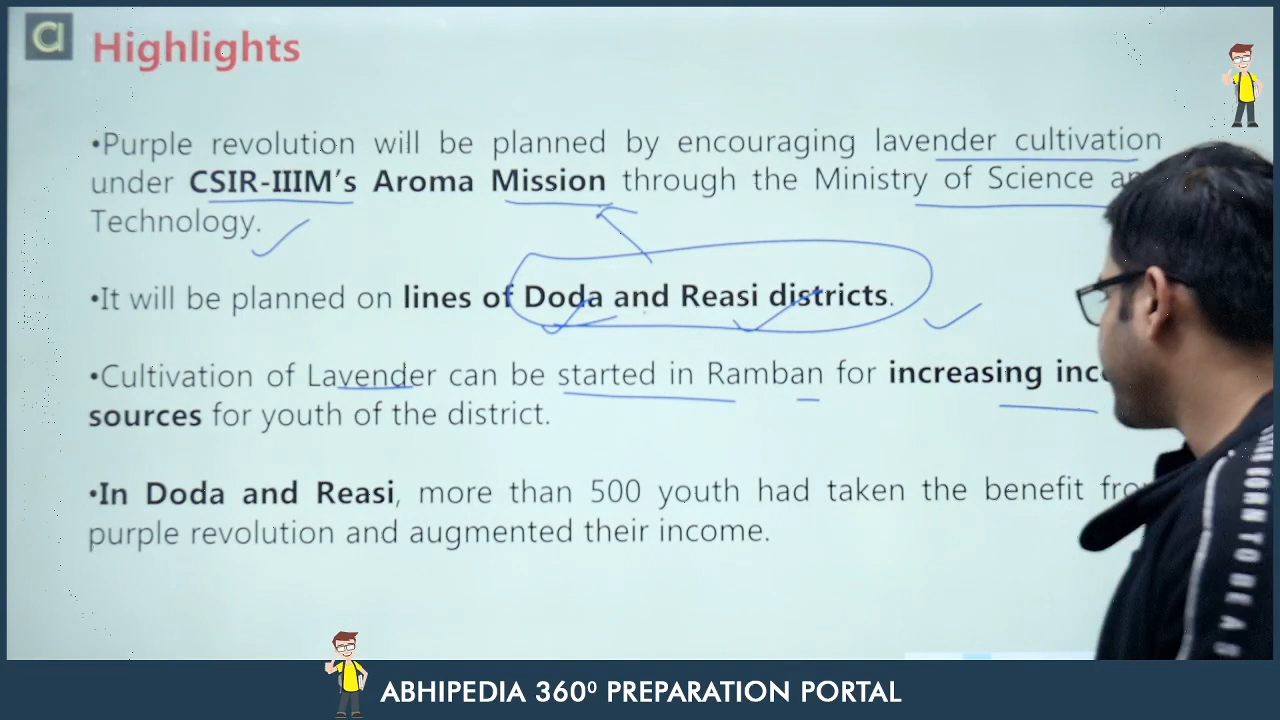 Highlights
•Purple revolution will be planned by encouraging lavender cultivation
under CSIR-IIIM's Aroma Mission through the Ministry of Science
Technology.
•It will be planned on lines of Doda and Reasi districts.
•Cultivation of Lavender can be started in Ramban for increasing
sources for youth of the district.
•In Doda and Reasi, more than 500 youth had taken the benefit
purple revolution and augmented their income.
BORN TO
ABHIPEDIA 360⁰ PREPARATION PORTAL